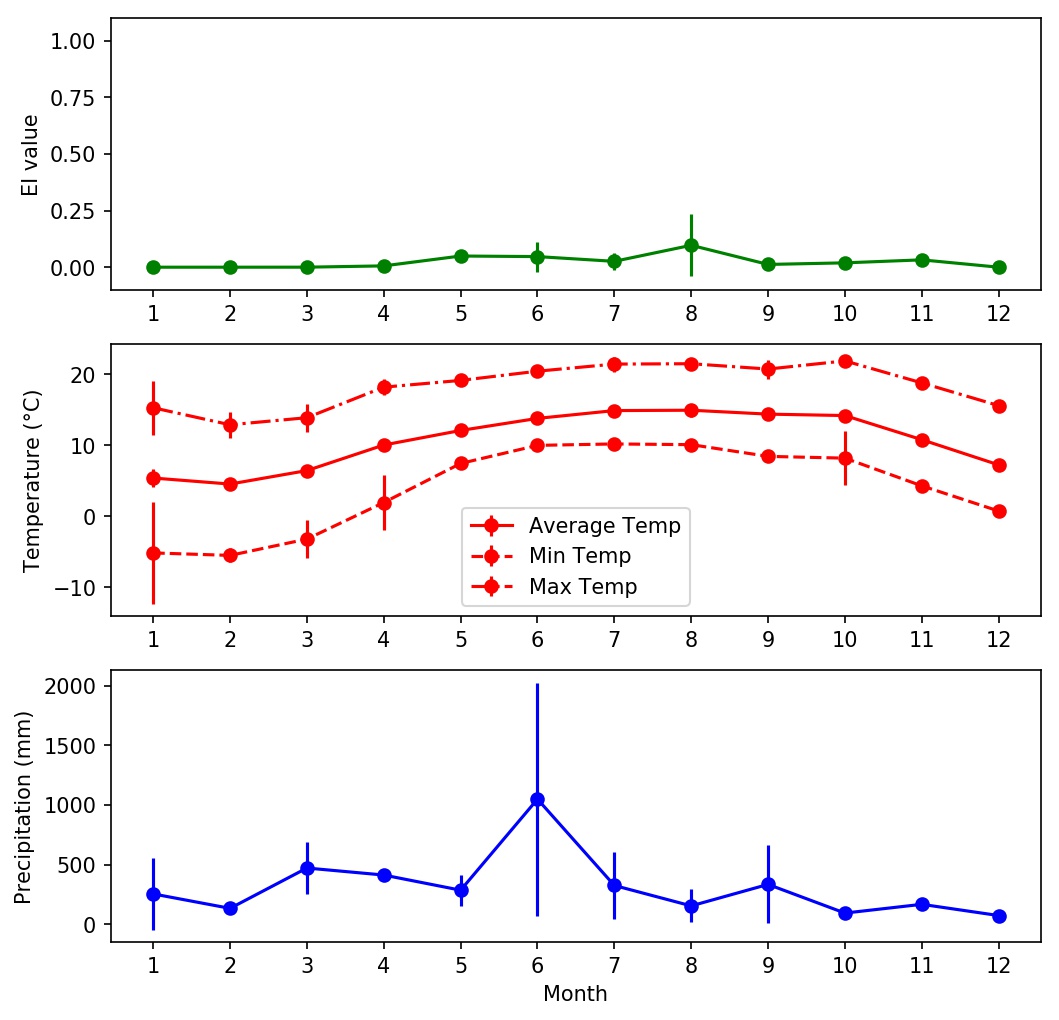 EI value
1.00
0.75
0.50
0.25
0.00
1 2 3 4 5 6 7 8 9 10 11 12
Temperature (°C)
20
10
0
−10
Average Temp
Min Temp
Max Temp
1 2 3 4 5 6 7 8 9 10 11 12
Precipitation (mm)
2000
1500
1000
500
0
1 2 3 4 5 6 7 8 9 10 11 12
Month